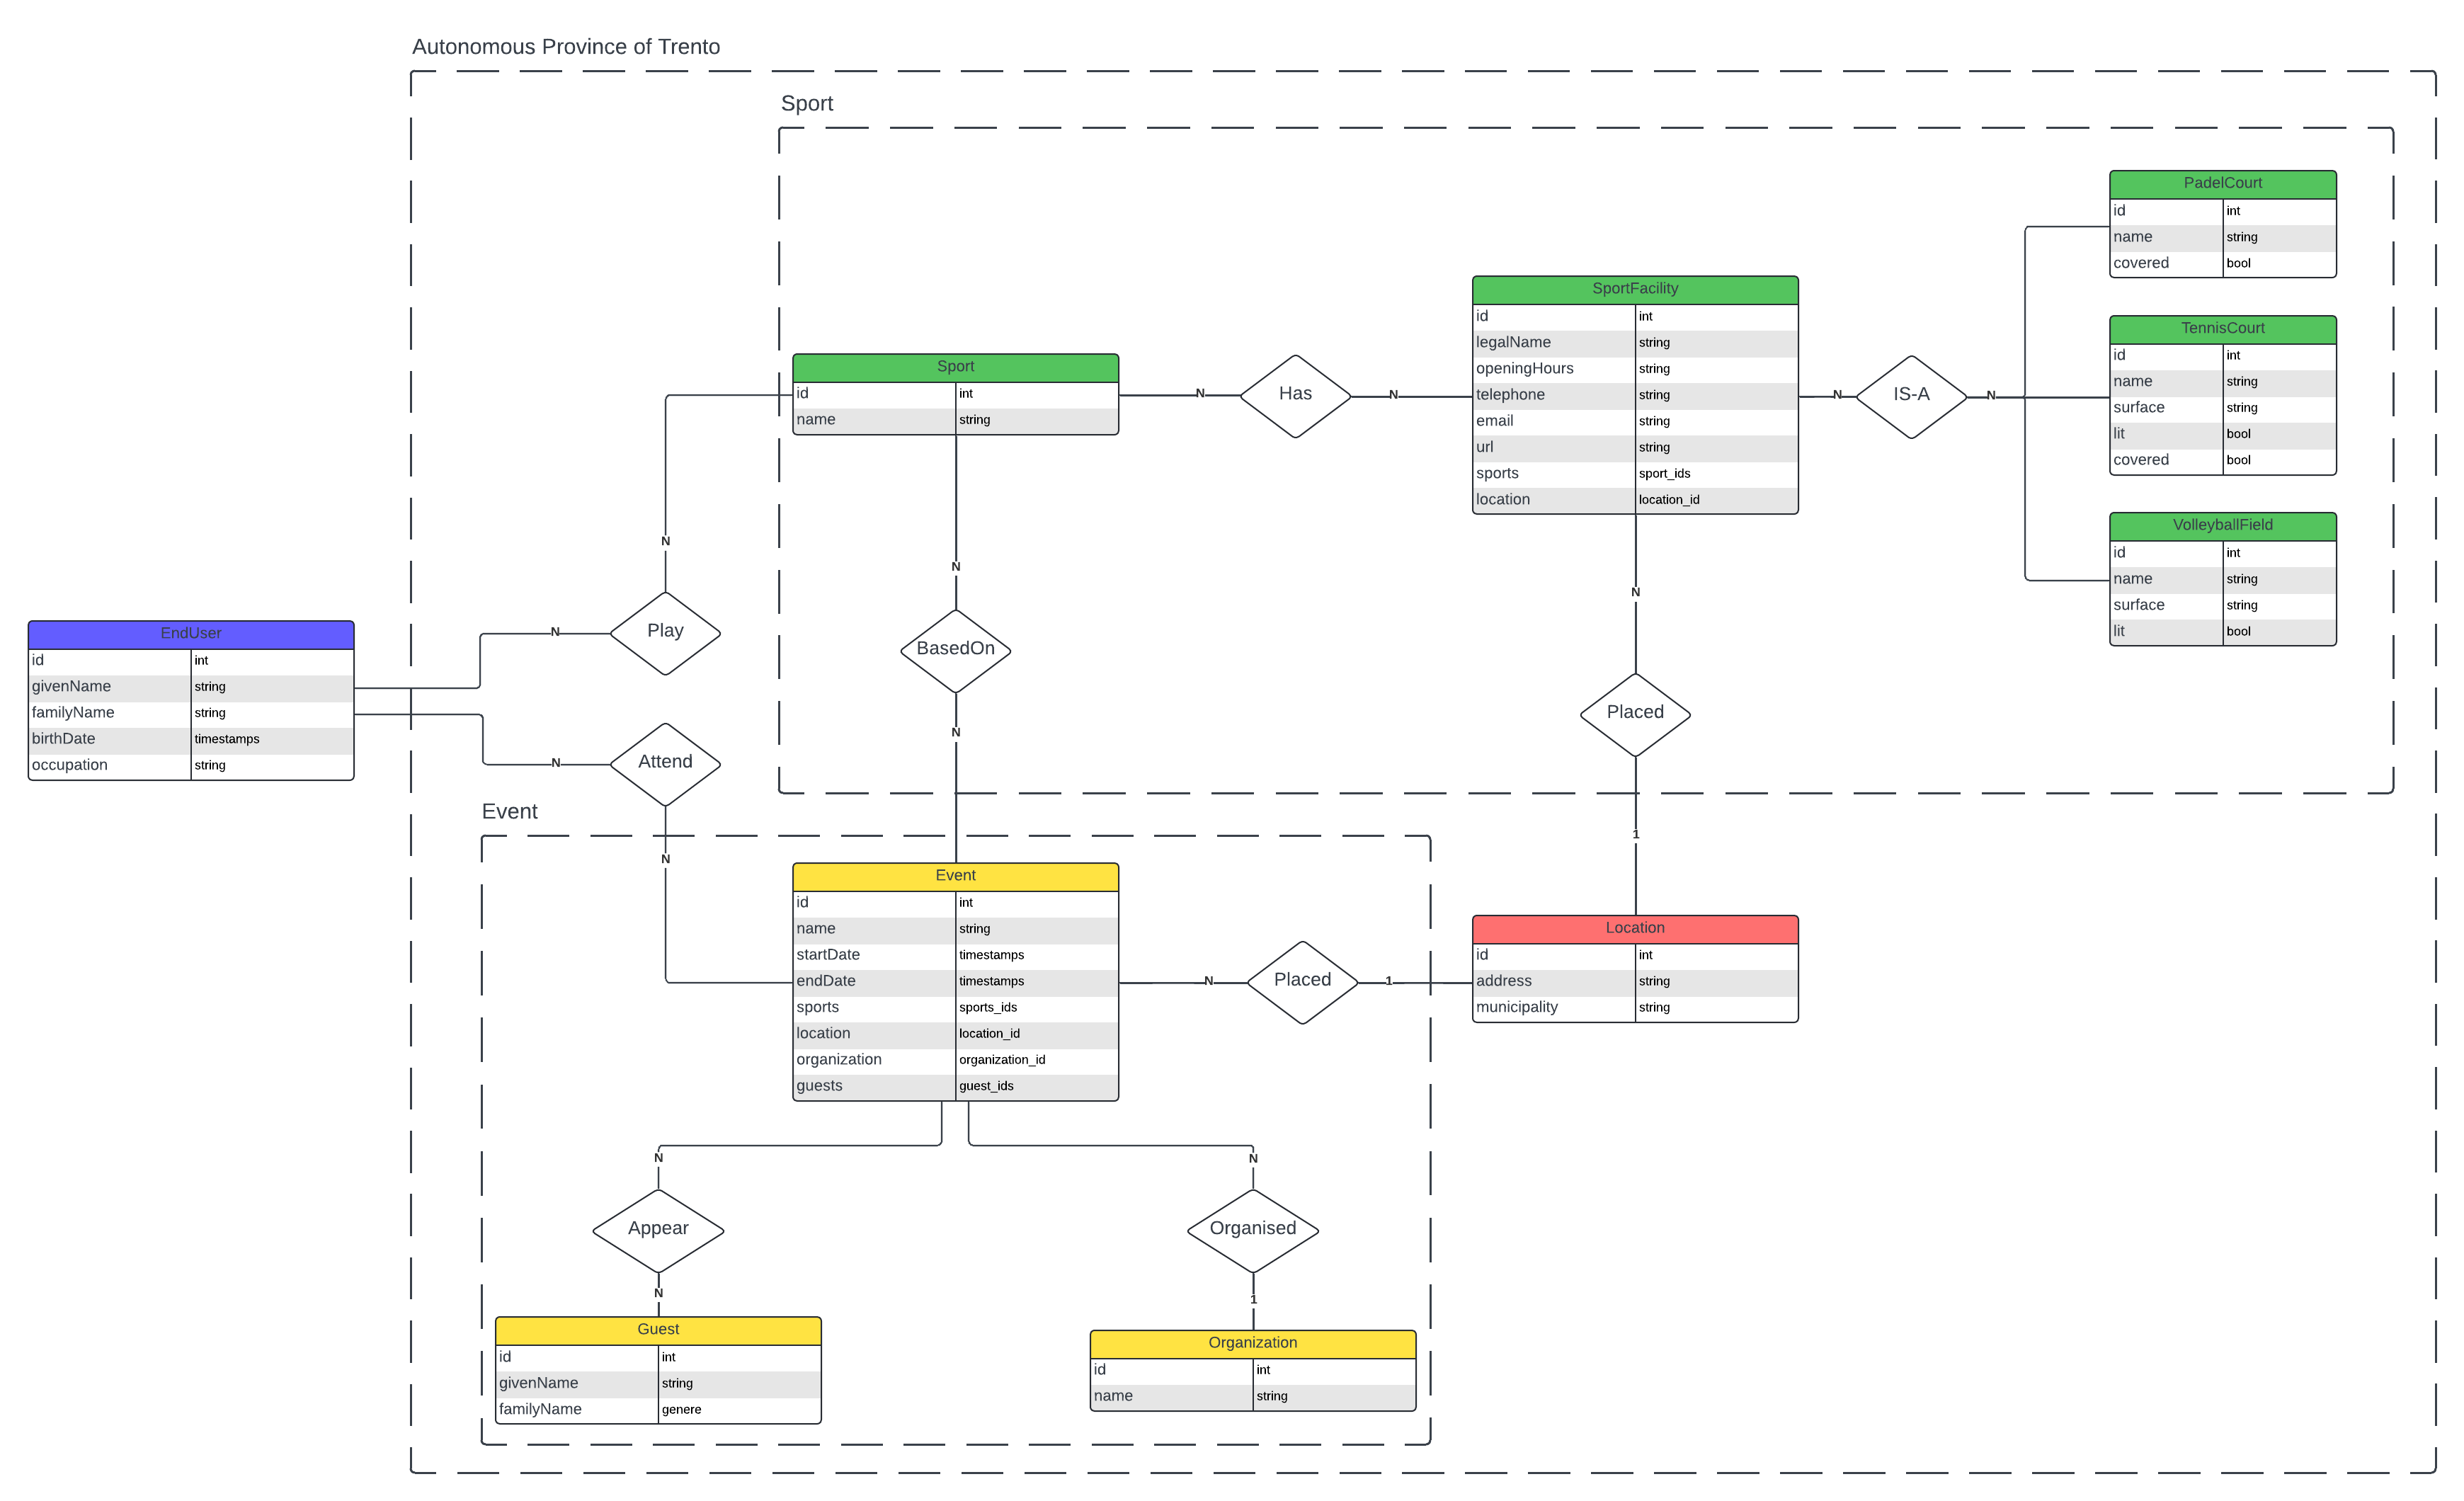 Autonomous Province of Trento
Sport
PadelCourt
id int
name string
covered bool
SportFacility
id int
legalName string
openingHours string
telephone string
email string
url string
sports sport_ids
location location_id
TennisCourt
id int
name string
surface string
lit bool
covered bool
Sport
id int
name string
N
Has
N
N
IS-A
N
VolleyballField
id int
name string
surface string
lit bool
N
N
N
EndUser
id int
givenName string
familyName string
birthDate timestamps
occupation string
N
Play
BasedOn
Placed
N
Attend
N
Event
N
1
Event
id int
name string
startDate timestamps
endDate timestamps
sports sports_ids
location location_id
organization organization_id
guests guest_ids
N
Placed
1
Location
id int
address string
municipality string
N
N
Appear
Organised
N
1
Guest
id int
givenName string
familyName genere
Organization
id int
name string